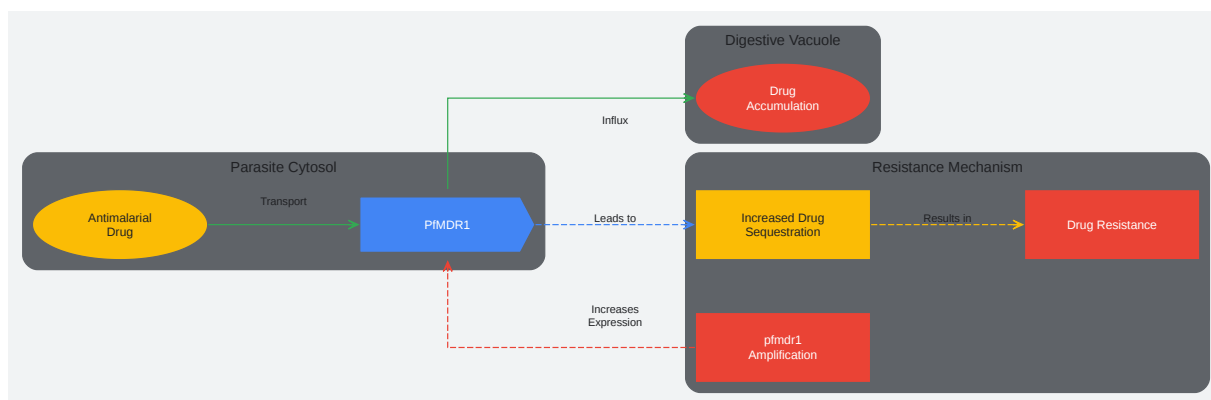 Digestive Vacuole
Drug
Accumulation
Influx
Parasite Cytosol
Resistance Mechanism
Antimalarial
Drug
Transport
PfMDR1
Leads to
Increased Drug
Sequestration
Results in
Drug Resistance
Increases
Expression
pfmdr1
Amplification